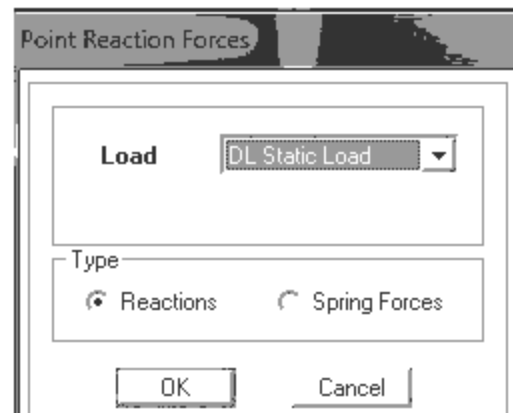 Point Reaction Forces
Load DL Static Load
Type
Reactions Spring Forces
OK Cancel